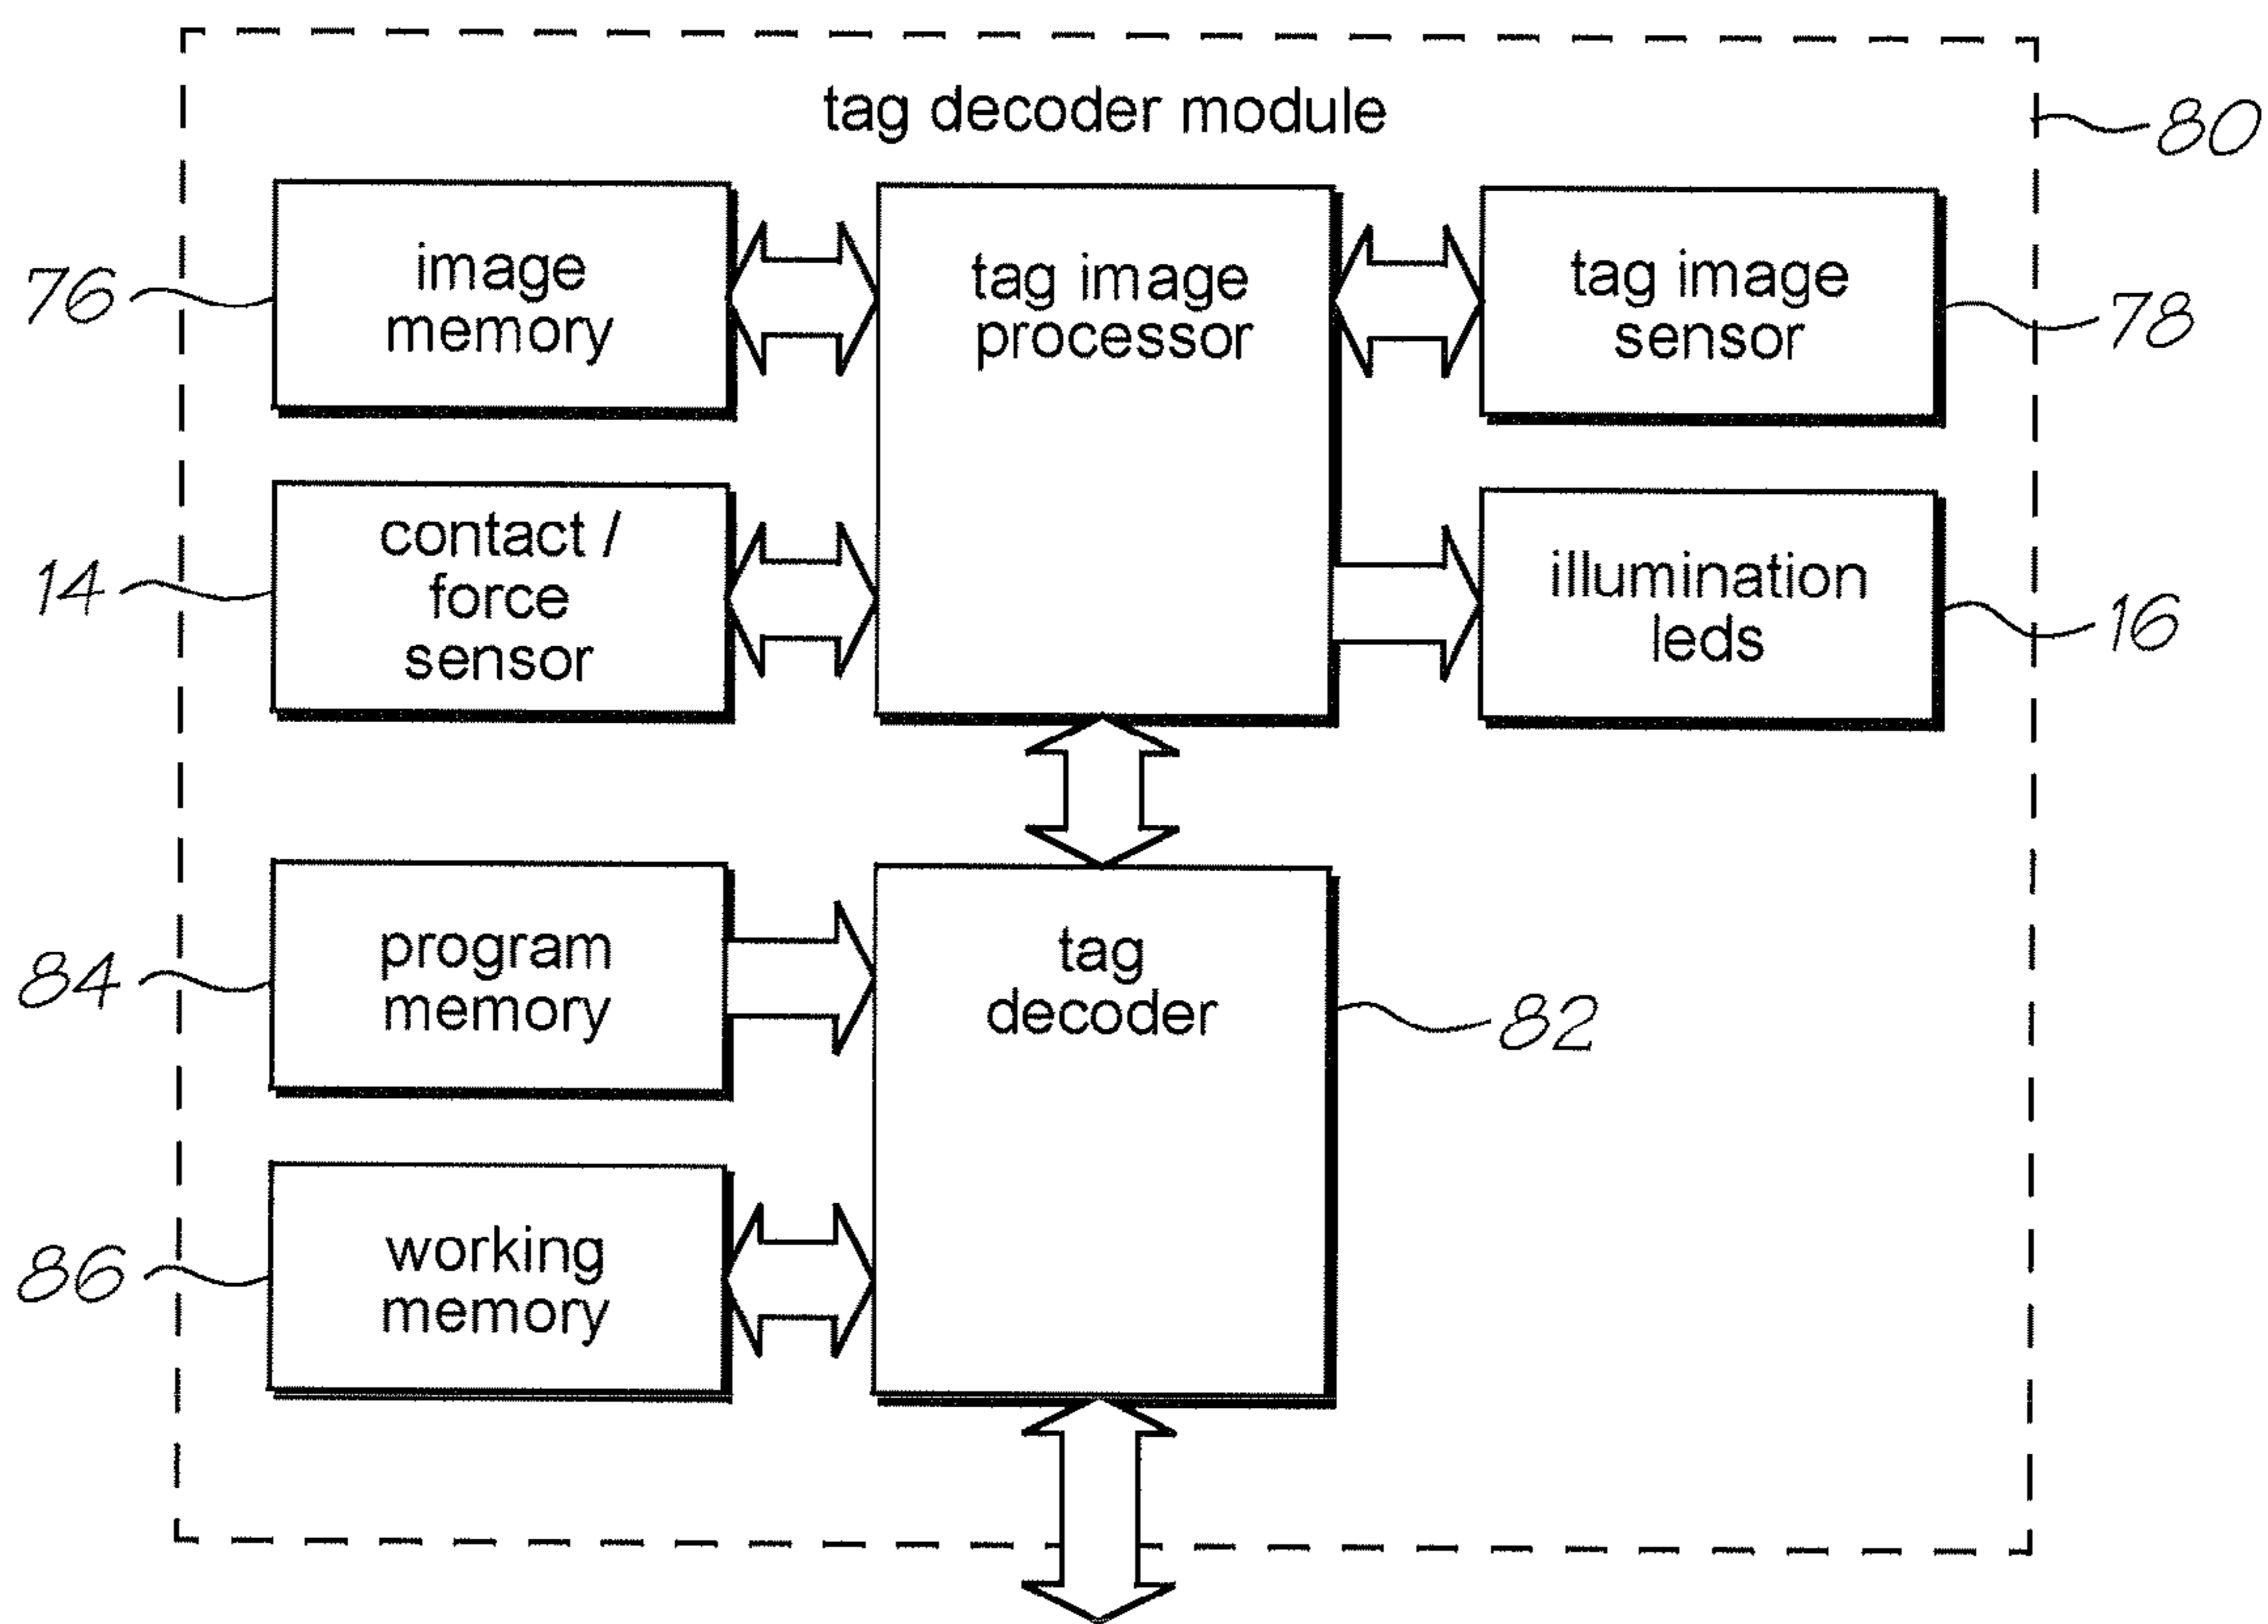 tag decoder module
80
76
image
memory
tag image
processor
tag image
sensor
78
14
contact /
force
sensor
illumination
leds
16
84
program
memory
tag
decoder
82
86
working
memory